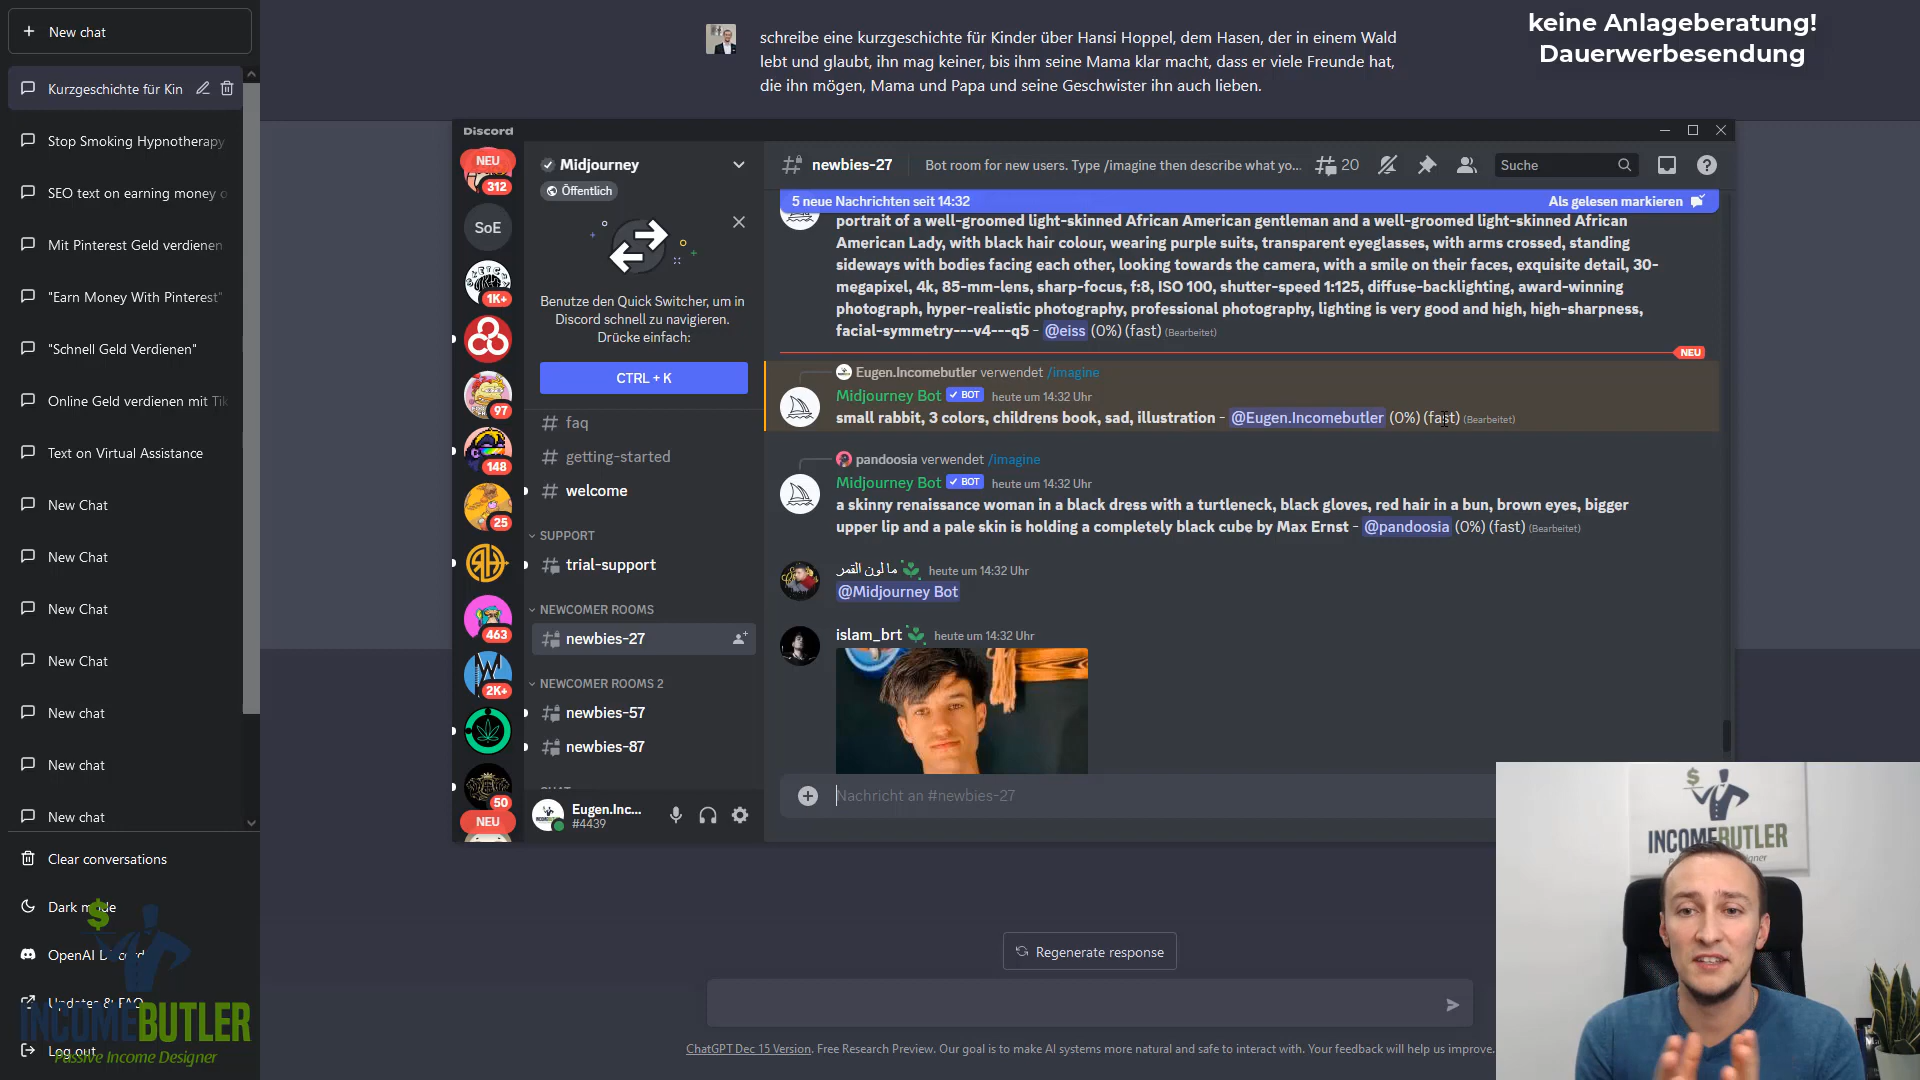 New chat
Kurzgeschichte für Kin
Stop Smoking Hypnotherapy
SEO text on earning money o
Mit Pinterest Geld verdienen
"Earn Money With Pinterest"
"Schnell Geld Verdienen"
Online Geld verdienen mit Tik
Text on Virtual Assistance
New Chat
New Chat
New Chat
New Chat
New chat
New chat
New chat
Clear conversations
Dark mode
OpenAI Discord
Updates & FAQ
Log out
INCOMEBUTLER
Passive Income Designer
schreibe eine kurzgeschichte für Kinder über Hansi Hoppel, dem Hasen, der in einem Wald
lebt und glaubt, ihn mag keiner, bis ihm seine Mama klar macht, dass er viele Freunde hat,
die ihn mögen, Mama und Papa und seine Geschwister ihn auch lieben.
keine Anlageberatung!
Dauerwerbesendung
Discord
NEU
312
SoE
1K+
97
148
25
463
2K+
50
NEU
Midjourney
Öffentlich
Benutze den Quick Switcher, um in
Discord schnell zu navigieren.
Drücke einfach:
CTRL + K
faq
getting-started
welcome
SUPPORT
trial-support
NEWCOMER ROOMS
newbies-27
NEWCOMER ROOMS 2
newbies-57
newbies-87
Eugen.Inc...
#4439
newbies-27
Bot room for new users. Type /imagine then describe what yo...
20
Suche
5 neue Nachrichten seit 14:32
Als gelesen markieren
portrait of a well-groomed light-skinned African American gentleman and a well-groomed light-skinned African
American Lady, with black hair colour, wearing purple suits, transparent eyeglasses, with arms crossed, standing
sideways with bodies facing each other, looking towards the camera, with a smile on their faces, exquisite detail, 30-
megapixel, 4k, 85-mm-lens, sharp-focus, f:8, ISO 100, shutter-speed 1:125, diffuse-backlighting, award-winning
photograph, hyper-realistic photography, professional photography, lighting is very good and high, high-sharpness,
facial-symmetry---v4---q5 - @eiss (0%) (fast) (Bearbeitet)
NEU
Eugen.Incomebutler verwendet /imagine
Midjourney Bot BOT heute um 14:32 Uhr
small rabbit, 3 colors, childrens book, sad, illustration - @Eugen.Incomebutler (0%) (fast) (Bearbeitet)
pandoosia verwendet /imagine
Midjourney Bot BOT heute um 14:32 Uhr
a skinny renaissance woman in a black dress with a turtleneck, black gloves, red hair in a bun, brown eyes, bigger
upper lip and a pale skin is holding a completely black cube by Max Ernst - @pandoosia (0%) (fast) (Bearbeitet)
ما لون القمر heute um 14:32 Uhr
@Midjourney Bot
islam_brt heute um 14:32 Uhr
Nachricht an #newbies-27
Regenerate response
ChatGPT Dec 15 Version. Free Research Preview. Our goal is to make AI systems more natural and safe to interact with. Your feedback will help us improve.
INCOMEBUTLER